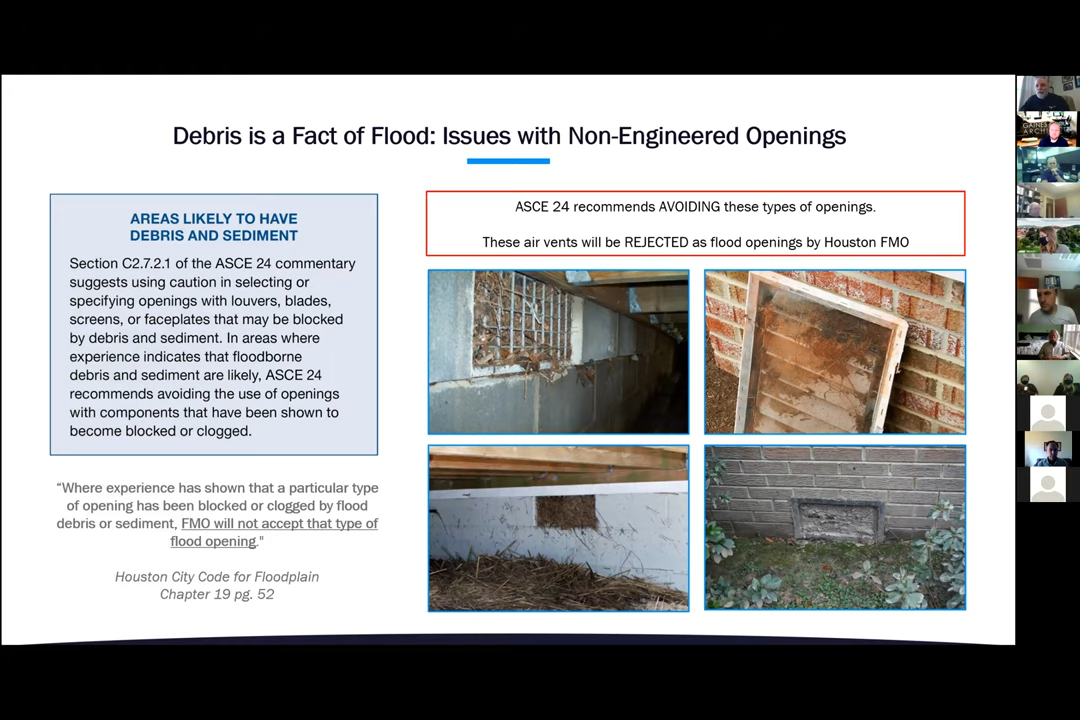 Debris is a Fact of Flood: Issues with Non-Engineered Openings
AREAS LIKELY TO HAVE
DEBRIS AND SEDIMENT
Section C2.7.2.1 of the ASCE 24 commentary
suggests using caution in selecting or
specifying openings with louvers, blades,
screens, or faceplates that may be blocked
by debris and sediment. In areas where
experience indicates that floodborne
debris and sediment are likely, ASCE 24
recommends avoiding the use of openings
with components that have been shown to
become blocked or clogged.
“Where experience has shown that a particular type
of opening has been blocked or clogged by flood
debris or sediment, FMO will not accept that type of
flood opening."
Houston City Code for Floodplain
Chapter 19 pg. 52
ASCE 24 recommends AVOIDING these types of openings.
These air vents will be REJECTED as flood openings by Houston FMO
GAINES